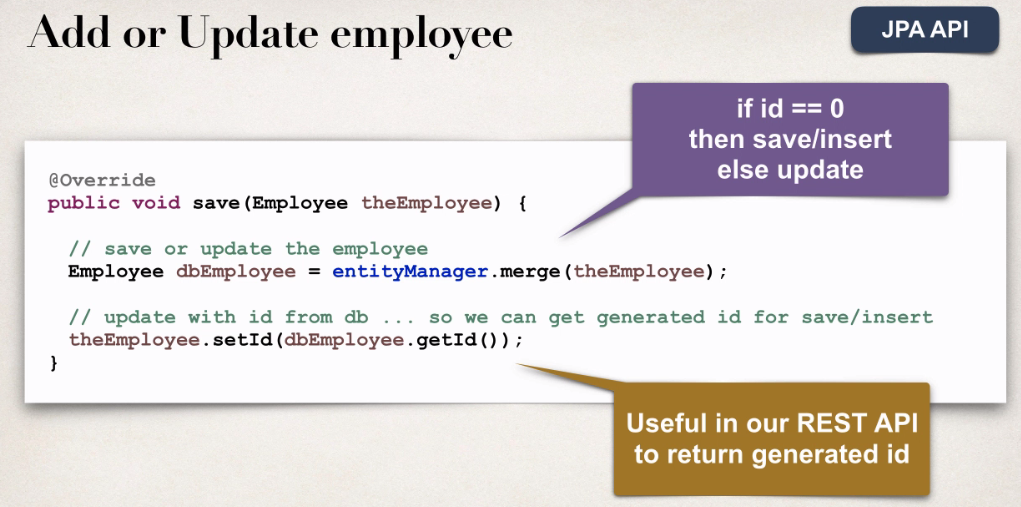 Add or Update employee
JPA API
if id == 0
then save/insert
else update
@Override
public void save(Employee theEmployee) {
// save or update the employee
Employee dbEmployee = entityManager.merge(theEmployee);
// update with id from db ... so we can get generated id for save/insert
theEmployee.setId(dbEmployee.getId());
}
Useful in our REST API
to return generated id